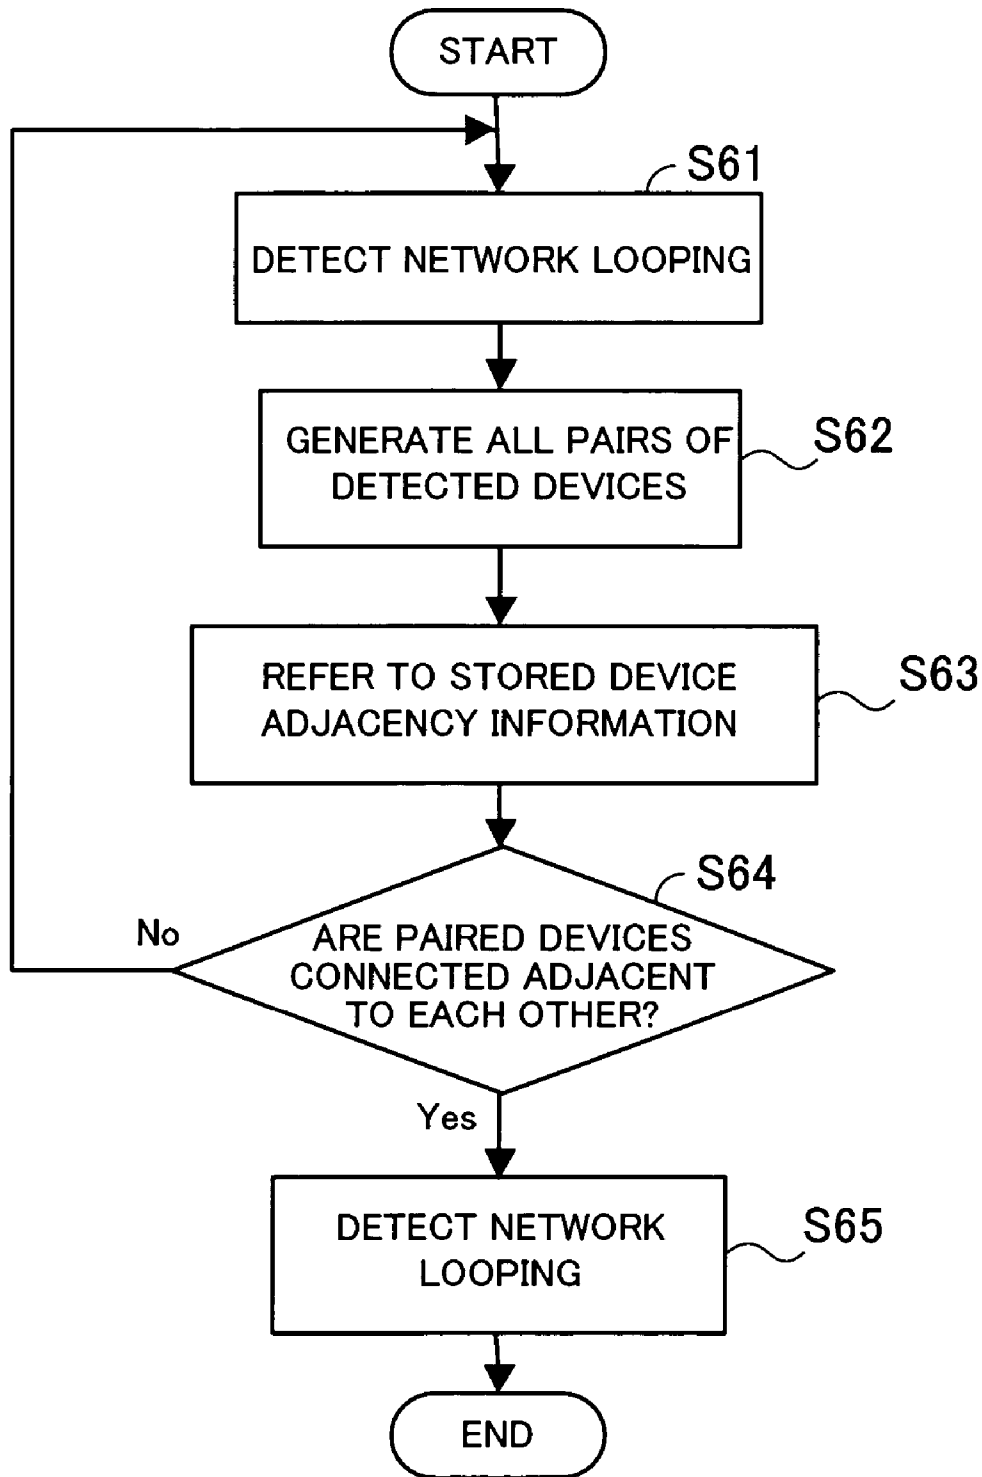 START
S61
DETECT NETWORK LOOPING
GENERATE ALL PAIRS OF
DETECTED DEVICES
S62
REFER TO STORED DEVICE
ADJACENCY INFORMATION
S63
S64
No
ARE PAIRED DEVICES
CONNECTED ADJACENT
TO EACH OTHER?
Yes
DETECT NETWORK
LOOPING
S65
END